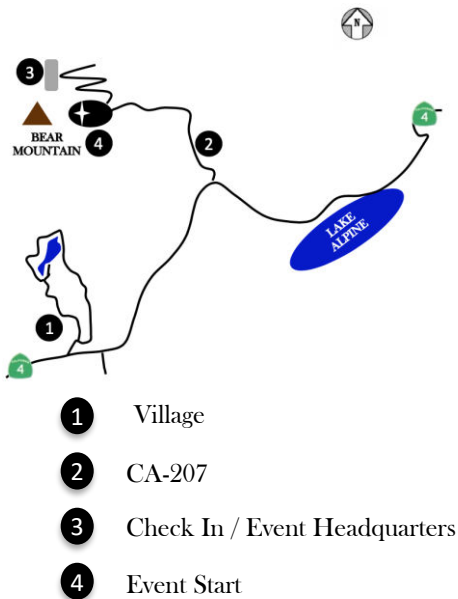 N
3
4
BEAR
MOUNTAIN
4
2
LAKE
ALPINE
1
4
1 Village
2 CA-207
3 Check In / Event Headquarters
4 Event Start